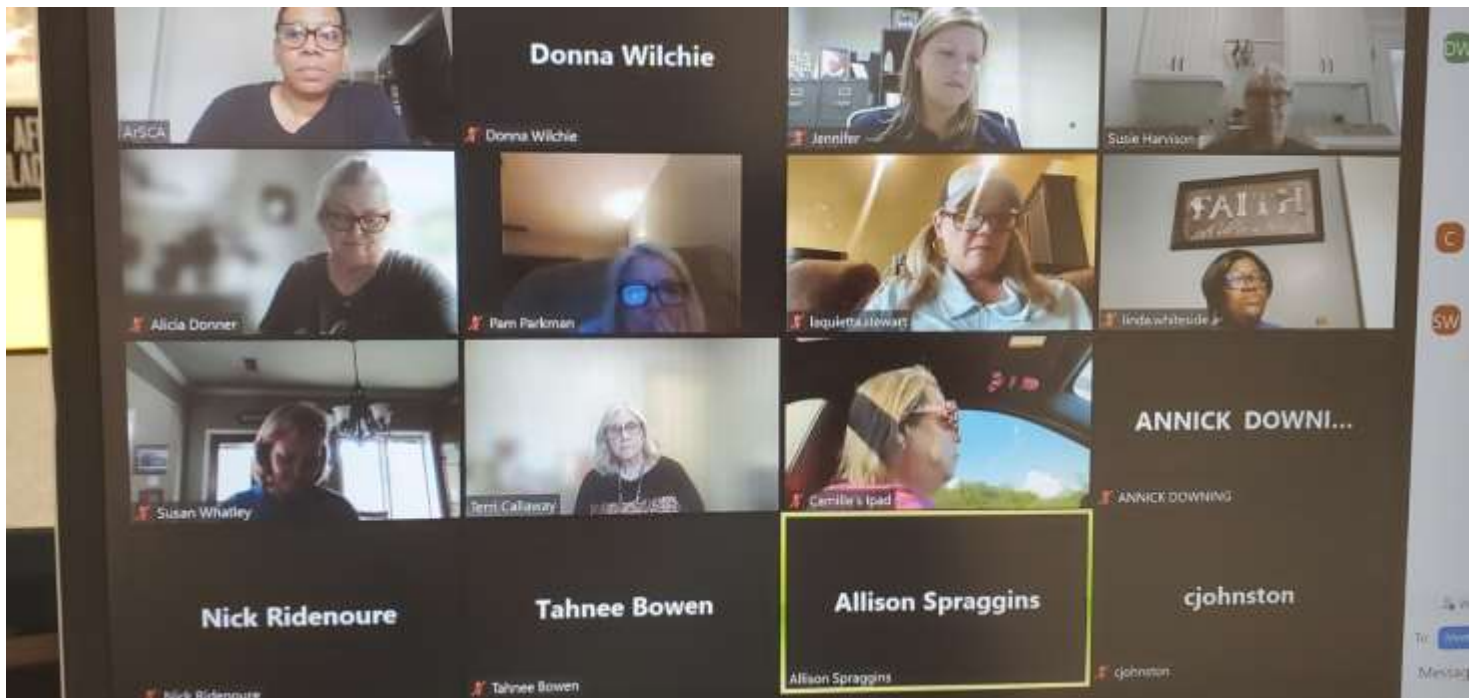 ArSCA
Donna Wilchie
Donna Wilchie
Jennifer
Susie Harvison
DW
Alicia Donner
Pam Parkman
laquietta.stewart
FAITH
linda.whiteside
C
SW
Susan Whatley
Terri Callaway
Camille's Ipad
ANNICK DOWNI...
ANNICK DOWNING
Nick Ridenoure
Nick Ridenoure
Tahnee Bowen
Tahnee Bowen
Allison Spraggins
Allison Spraggins
cjohnston
cjohnston
To:
Messag